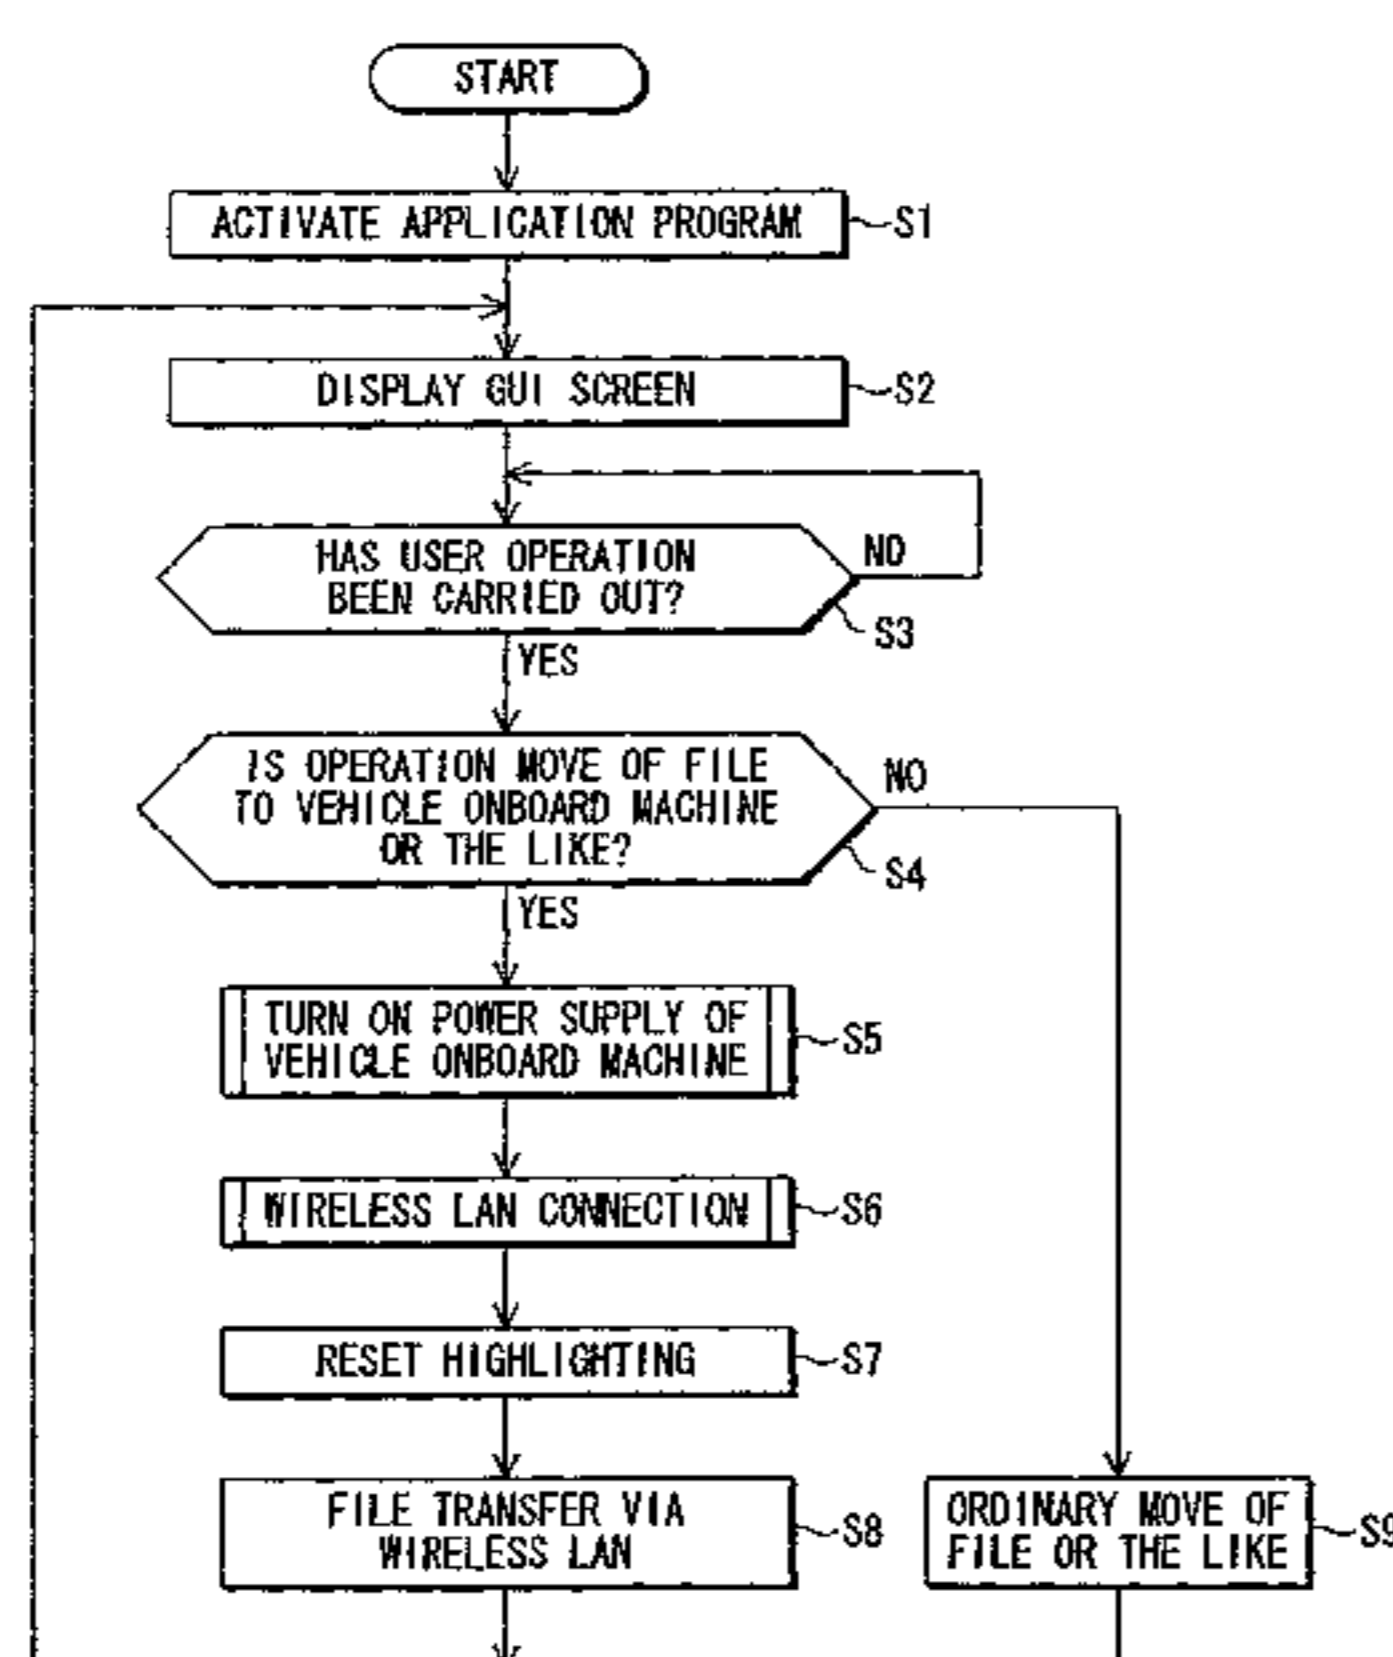 START
ACTIVATE APPLICATION PROGRAM
S1
DISPLAY GUI SCREEN
S2
HAS USER OPERATION
BEEN CARRIED OUT?
NO
S3
YES
IS OPERATION MOVE OF FILE
TO VEHICLE ONBOARD MACHINE
OR THE LIKE?
NO
S4
YES
TURN ON POWER SUPPLY OF
VEHICLE ONBOARD MACHINE
S5
WIRELESS LAN CONNECTION
S6
RESET HIGHLIGHTING
S7
FILE TRANSFER VIA
WIRELESS LAN
S8
ORDINARY MOVE OF
FILE OR THE LIKE
S9